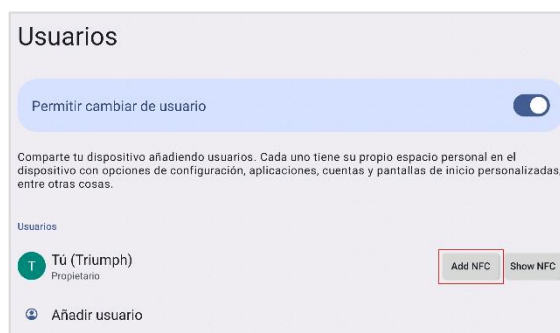 Usuarios
Permitir cambiar de usuario
Comparte tu dispositivo añadiendo usuarios. Cada uno tiene su propio espacio personal en el
dispositivo con opciones de configuración, aplicaciones, cuentas y pantallas de inicio personalizadas,
entre otras cosas.
Usuarios
T Tú (Triumph) Add NFC Show NFC
Propietario
Añadir usuario